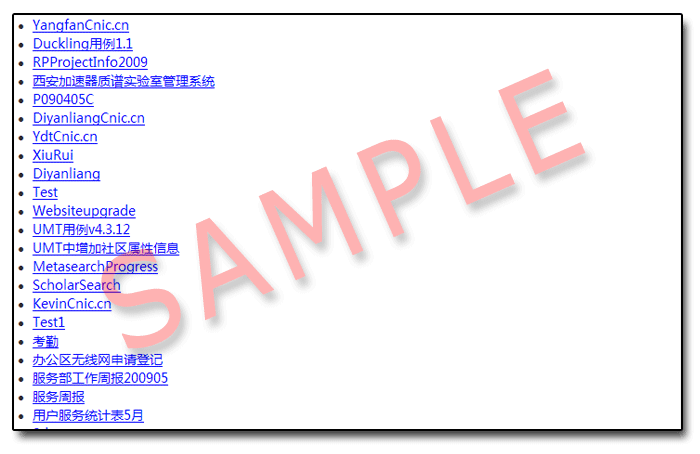 YangfanCnic.cn
Duckling用例1.1
RPProjectInfo2009
西安加速器质谱实验室管理系统
P090405C
DiyanliangCnic.cn
YdtCnic.cn
XiuRui
Diyanliang
Test
Websiteupgrade
UMT用例v4.3.12
UMT中增加社区属性信息
MetasearchProgress
ScholarSearch
KevinCnic.cn
Test1
考勤
办公区无线网申请登记
服务部工作周报200905
服务周报
用户服务统计表5月
SAMPLE